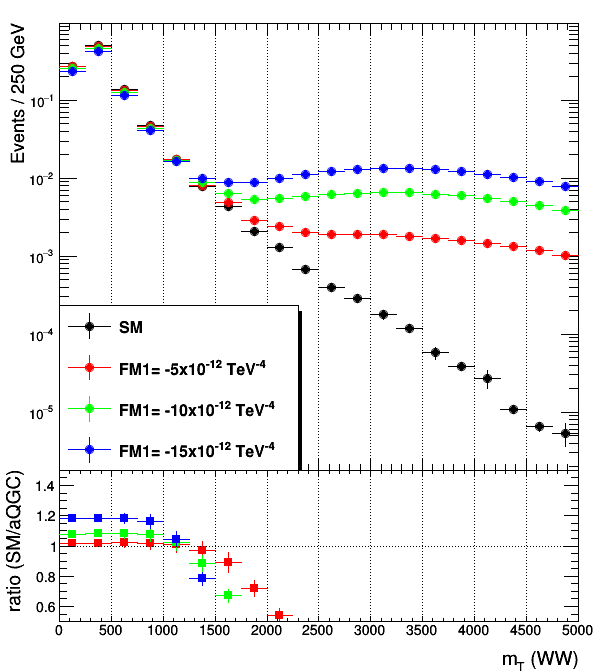 Events / 250 GeV
10⁻¹
10⁻²
10⁻³
10⁻⁴
10⁻⁵
SM
FM1= -5x10⁻¹² TeV⁻⁴
FM1= -10x10⁻¹² TeV⁻⁴
FM1= -15x10⁻¹² TeV⁻⁴
ratio (SM/aQGC)
1.4
1.2
1
0.8
0.6
0 500 1000 1500 2000 2500 3000 3500 4000 4500 5000
m_T (WW)